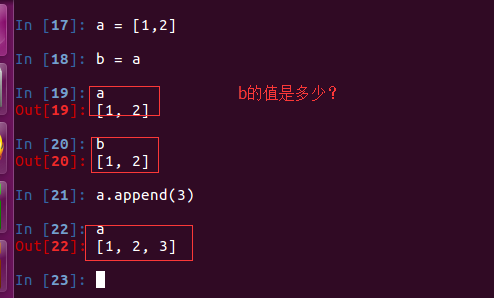 In [17]: a = [1,2]
In [18]: b = a
In [19]: a
b的值是多少？
Out[19]: [1, 2]
In [20]: b
Out[20]: [1, 2]
In [21]: a.append(3)
In [22]: a
Out[22]: [1, 2, 3]
In [23]: